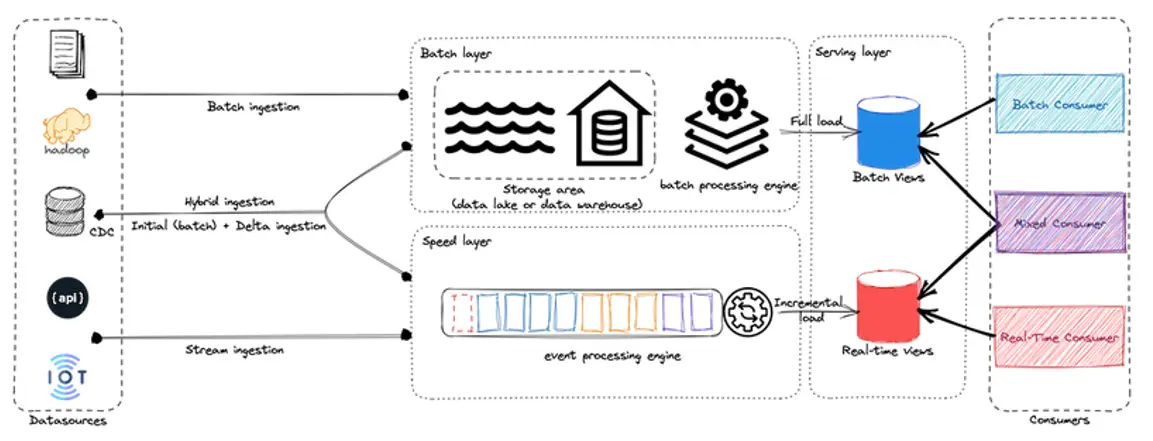 hadoop
CDC
{api}
IOT
Datasources
Batch ingestion
Hybrid ingestion
Initial (batch) + Delta ingestion
Stream ingestion
Batch layer
Storage area
(data lake or data warehouse)
batch processing engine
Speed layer
event processing engine
Serving layer
Full load
Batch Views
Incremental
load
Real-time views
Batch Consumer
Mixed Consumer
Real-Time Consumer
Consumers